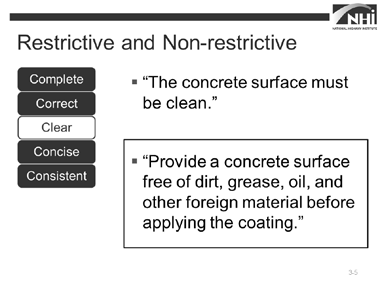 NHI
NATIONAL HIGHWAY INSTITUTE
Restrictive and Non-restrictive
Complete
Correct
Clear
Concise
Consistent
▪ “The concrete surface must
be clean.”
▪ “Provide a concrete surface
free of dirt, grease, oil, and
other foreign material before
applying the coating.”
3-5